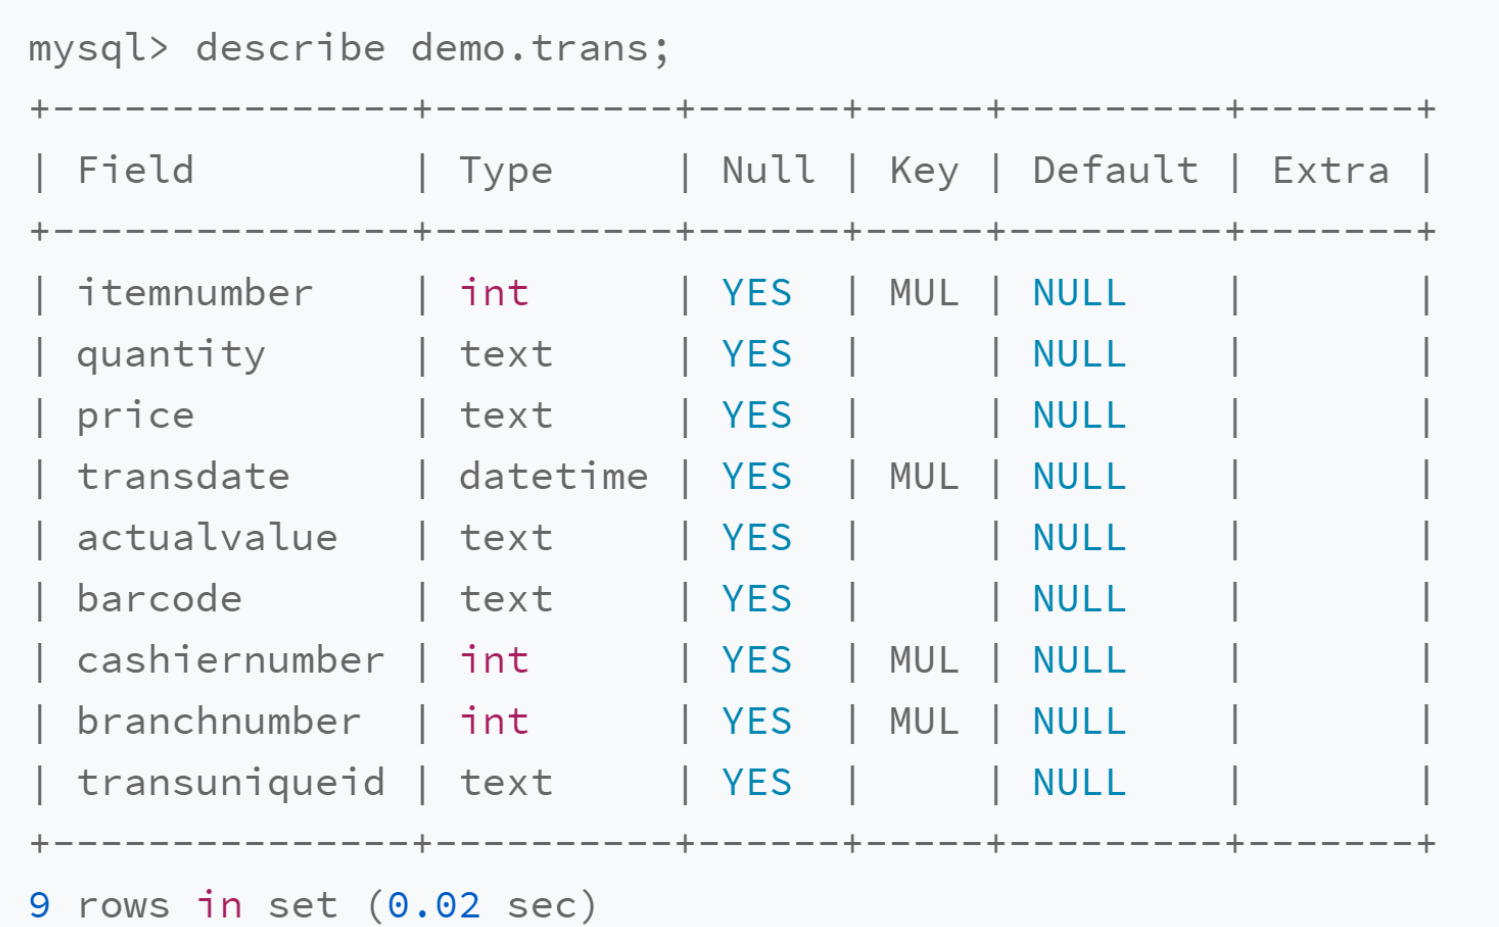 mysql> describe demo.trans;
+---------------+----------+------+-----+---------+-------+
| Field         | Type     | Null | Key | Default | Extra |
+---------------+----------+------+-----+---------+-------+
| itemnumber    | int      | YES  | MUL | NULL    |       |
| quantity      | text     | YES  |     | NULL    |       |
| price         | text     | YES  |     | NULL    |       |
| transdate     | datetime | YES  | MUL | NULL    |       |
| actualvalue   | text     | YES  |     | NULL    |       |
| barcode       | text     | YES  |     | NULL    |       |
| cashiernumber | int      | YES  | MUL | NULL    |       |
| branchnumber  | int      | YES  | MUL | NULL    |       |
| transuniqueid | text     | YES  |     | NULL    |       |
+---------------+----------+------+-----+---------+-------+
9 rows in set (0.02 sec)